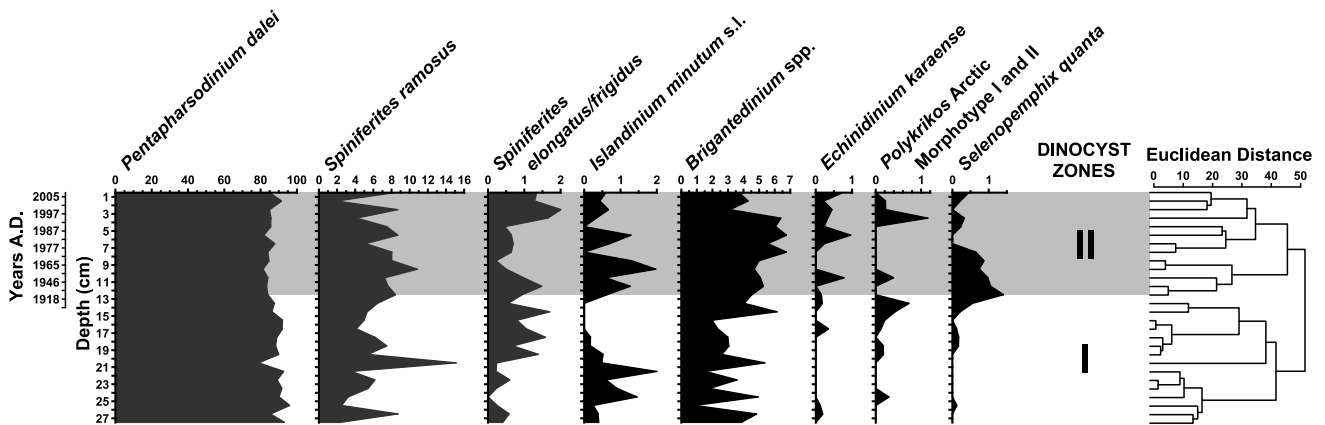 Pentapharsodinium dalei
Spiniferites ramosus
Spiniferites
elongatus/frigidus
Islandinium minutum s.l.
Brigantedinium spp.
Echinidinium karaense
Polykrikos Arctic
Morphotype I and II
Selenopemphix quanta
DINOCYST
ZONES
Euclidean Distance
0 20 40 60 80 100
0 2 4 6 8 10 12 14 16
0 1 2
0 1 2
0 1 2 3 4 5 6 7
0 1
0 1
0 1
0 10 20 30 40 50
Years A.D.
2005
1997
1987
1977
1965
1946
1918
Depth (cm)
1
3
5
7
9
11
13
15
17
19
21
23
25
27
II
I